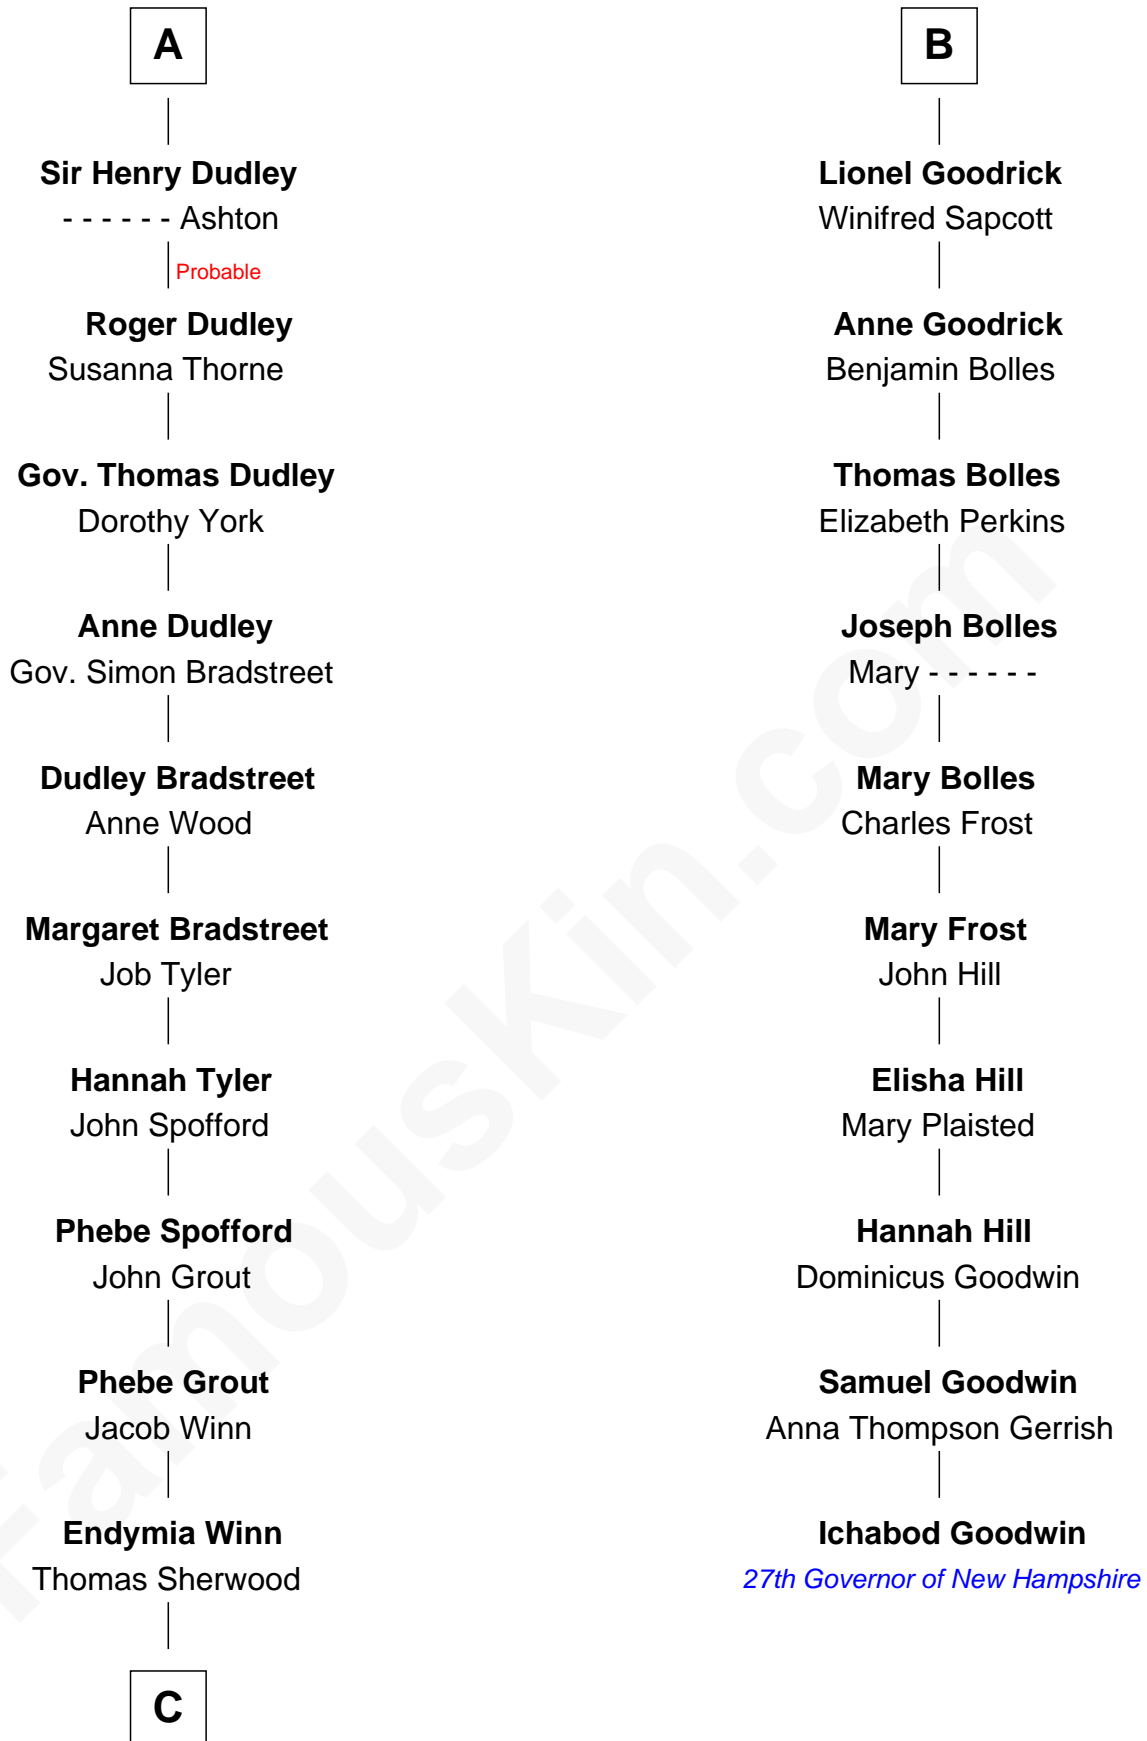 A
Sir Henry Dudley
- - - - - - Ashton
Probable
Roger Dudley
Susanna Thorne
Gov. Thomas Dudley
Dorothy York
Anne Dudley
Gov. Simon Bradstreet
Dudley Bradstreet
Anne Wood
Margaret Bradstreet
Job Tyler
Hannah Tyler
John Spofford
Phebe Spofford
John Grout
Phebe Grout
Jacob Winn
Endymia Winn
Thomas Sherwood
C
B
Lionel Goodrick
Winifred Sapcott
Anne Goodrick
Benjamin Bolles
Thomas Bolles
Elizabeth Perkins
Joseph Bolles
Mary - - - - - -
Mary Bolles
Charles Frost
Mary Frost
John Hill
Elisha Hill
Mary Plaisted
Hannah Hill
Dominicus Goodwin
Samuel Goodwin
Anna Thompson Gerrish
Ichabod Goodwin
27th Governor of New Hampshire
FamousKin.com